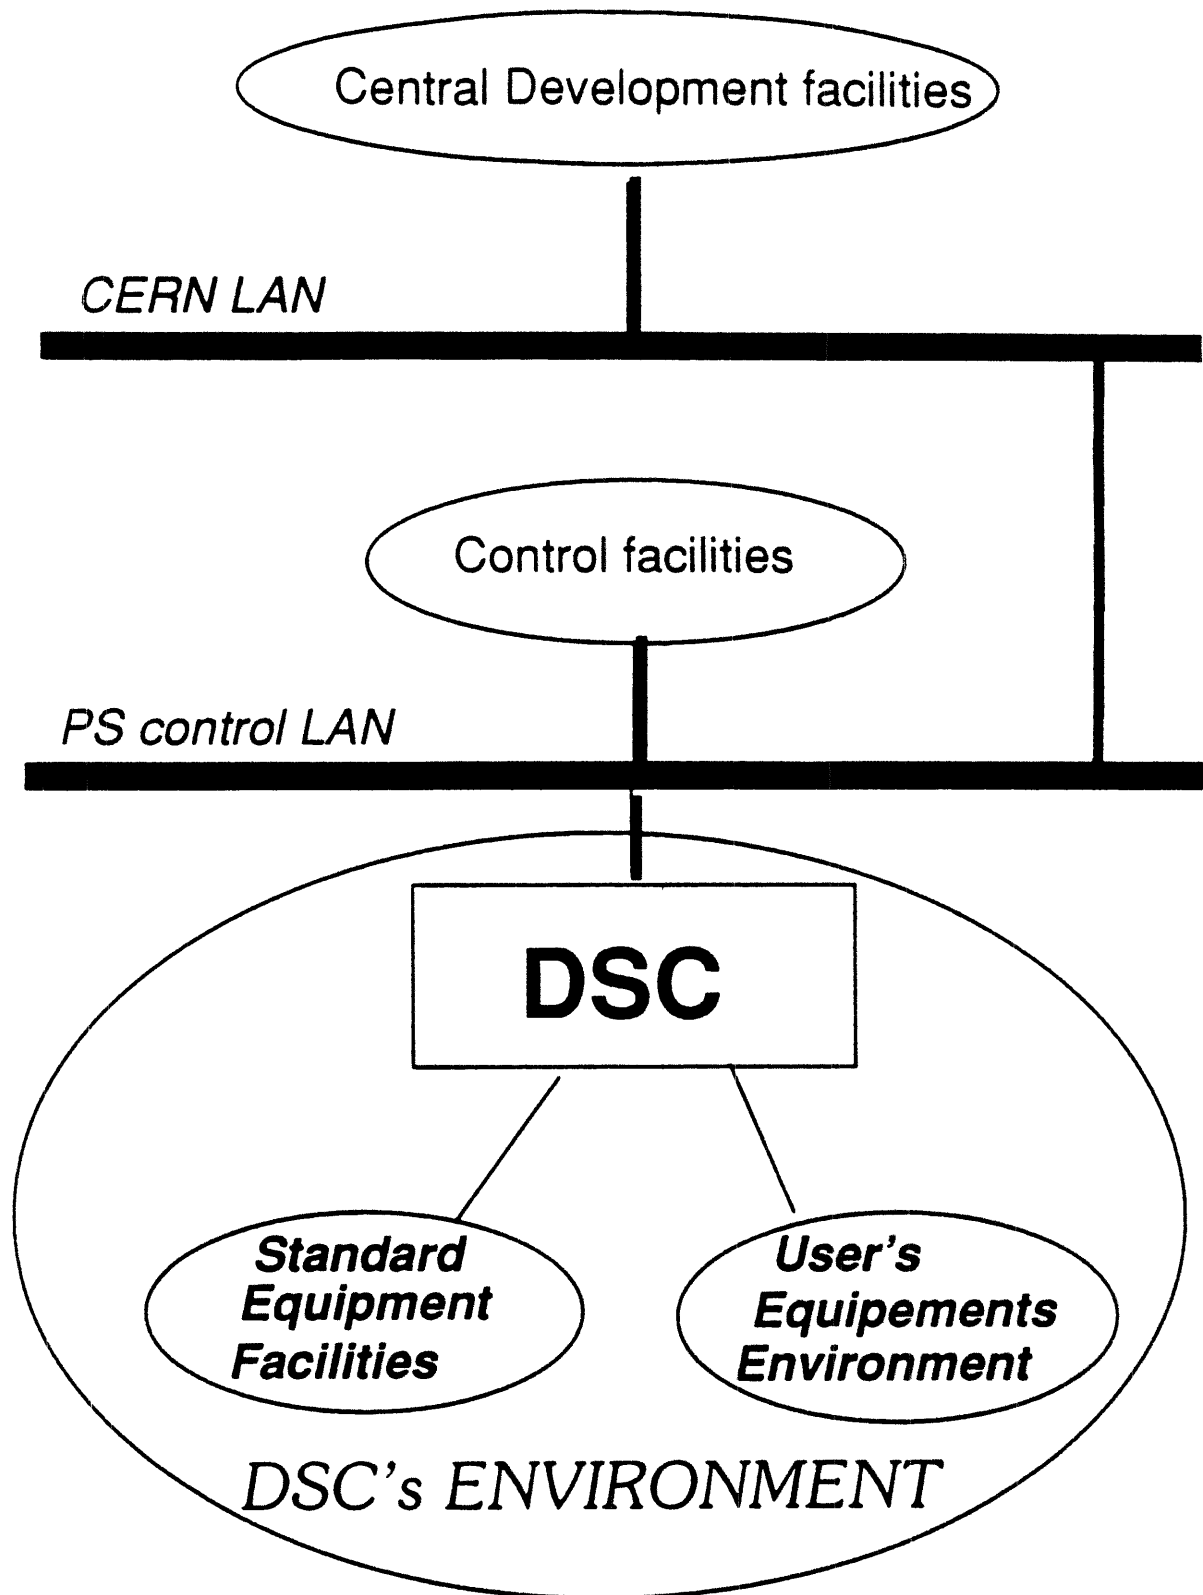 Central Development facilities
CERN LAN
Control facilities
PS control LAN
DSC
Standard
Equipment
Facilities
User's
Equipements
Environment
DSC's ENVIRONMENT